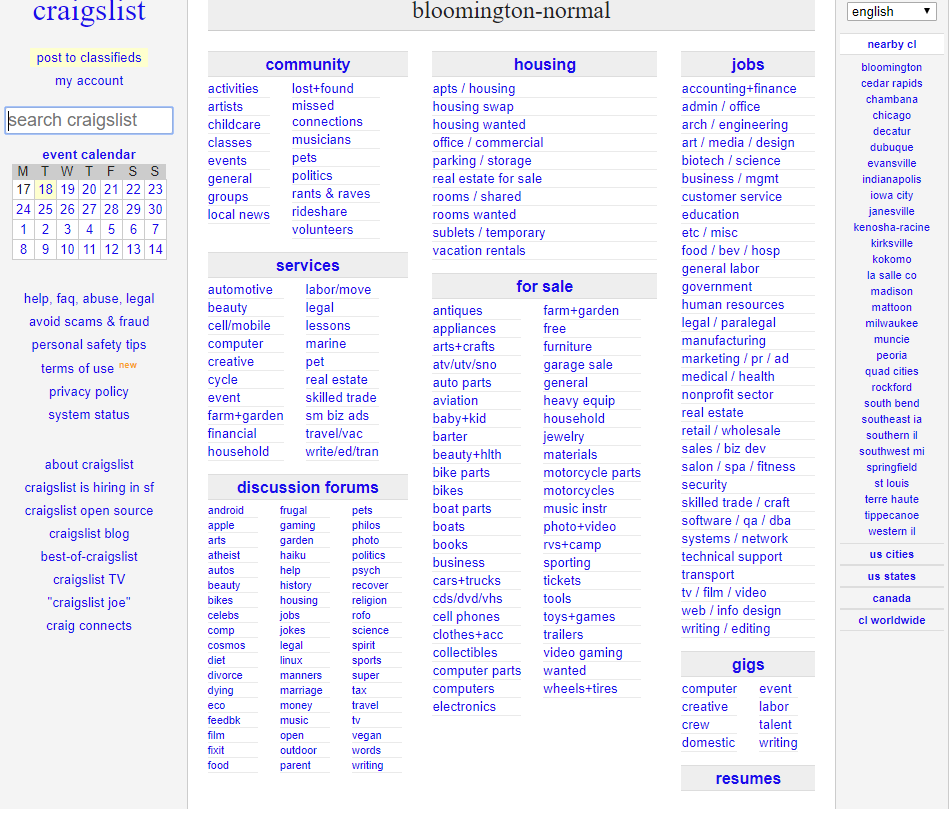 craigslist
post to classifieds
my account
search craigslist
event calendar
M T W T F S S
17 18 19 20 21 22 23
24 25 26 27 28 29 30
1 2 3 4 5 6 7
8 9 10 11 12 13 14
help, faq, abuse, legal
avoid scams & fraud
personal safety tips
terms of use new
privacy policy
system status
about craigslist
craigslist is hiring in sf
craigslist open source
craigslist blog
best-of-craigslist
craigslist TV
"craigslist joe"
craig connects
bloomington-normal
community
activities
artists
childcare
classes
events
general
groups
local news
lost+found
missed
connections
musicians
pets
politics
rants & raves
rideshare
volunteers
services
automotive
beauty
cell/mobile
computer
creative
cycle
event
farm+garden
financial
household
labor/move
legal
lessons
marine
pet
real estate
skilled trade
sm biz ads
travel/vac
write/ed/tran
discussion forums
android
apple
arts
atheist
autos
beauty
bikes
celebs
comp
cosmos
diet
divorce
dying
eco
feedbk
film
fixit
food
frugal
gaming
garden
haiku
help
history
housing
jobs
jokes
legal
linux
manners
marriage
money
music
open
outdoor
parent
pets
philos
photo
politics
psych
recover
religion
rofo
science
spirit
sports
super
tax
travel
tv
vegan
words
writing
housing
apts / housing
housing swap
housing wanted
office / commercial
parking / storage
real estate for sale
rooms / shared
rooms wanted
sublets / temporary
vacation rentals
for sale
antiques
appliances
arts+crafts
atv/utv/sno
auto parts
aviation
baby+kid
barter
beauty+hlth
bike parts
bikes
boat parts
boats
books
business
cars+trucks
cds/dvd/vhs
cell phones
clothes+acc
collectibles
computer parts
computers
electronics
farm+garden
free
furniture
garage sale
general
heavy equip
household
jewelry
materials
motorcycle parts
motorcycles
music instr
photo+video
rvs+camp
sporting
tickets
tools
toys+games
trailers
video gaming
wanted
wheels+tires
jobs
accounting+finance
admin / office
arch / engineering
art / media / design
biotech / science
business / mgmt
customer service
education
etc / misc
food / bev / hosp
general labor
government
human resources
legal / paralegal
manufacturing
marketing / pr / ad
medical / health
nonprofit sector
real estate
retail / wholesale
sales / biz dev
salon / spa / fitness
security
skilled trade / craft
software / qa / dba
systems / network
technical support
transport
tv / film / video
web / info design
writing / editing
gigs
computer
creative
crew
domestic
event
labor
talent
writing
resumes
english
nearby cl
bloomington
cedar rapids
chambana
chicago
decatur
dubuque
evansville
indianapolis
iowa city
janesville
kenosha-racine
kirksville
kokomo
la salle co
madison
mattoon
milwaukee
muncie
peoria
quad cities
rockford
south bend
southeast ia
southern il
southwest mi
springfield
st louis
terre haute
tippecanoe
western il
us cities
us states
canada
cl worldwide